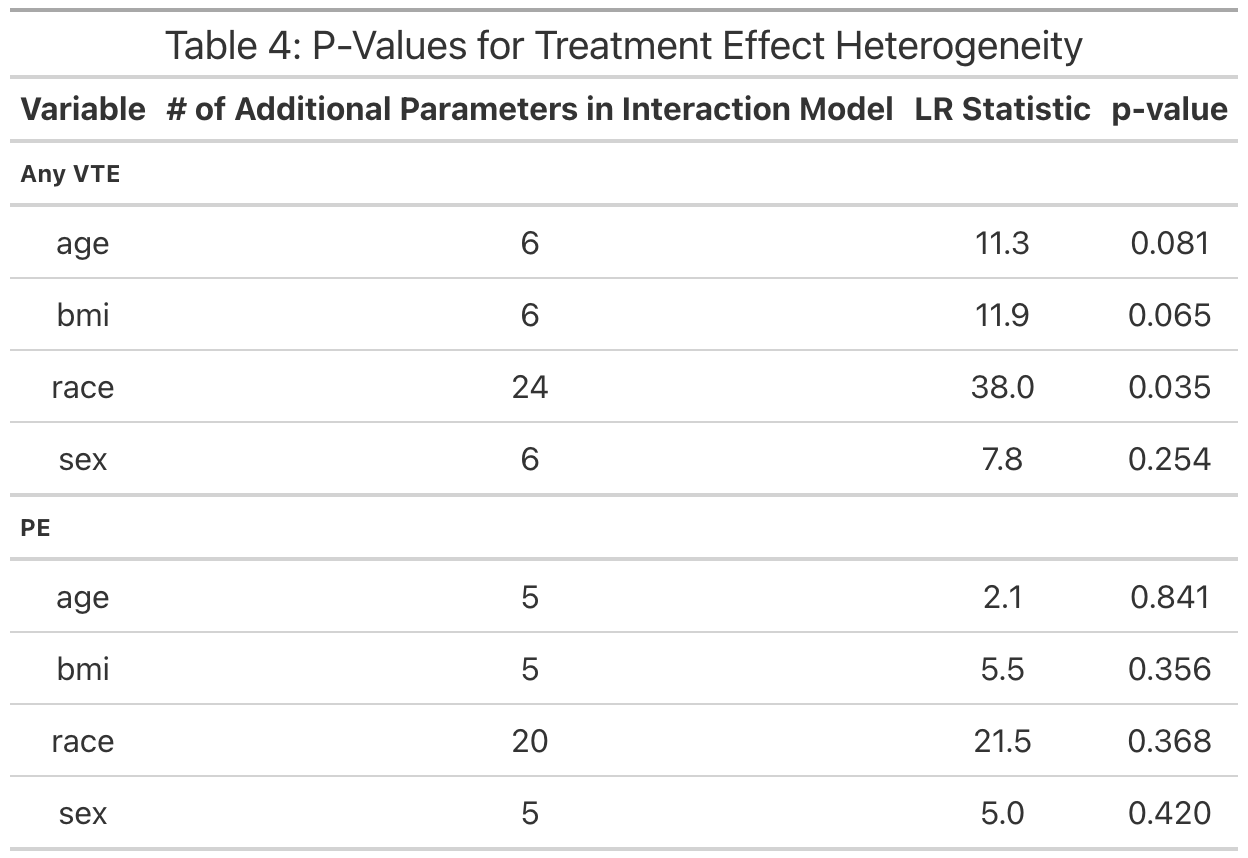 Table 4: P-Values for Treatment Effect Heterogeneity
Variable # of Additional Parameters in Interaction Model LR Statistic p-value
Any VTE
age 6 11.3 0.081
bmi 6 11.9 0.065
race 24 38.0 0.035
sex 6 7.8 0.254
PE
age 5 2.1 0.841
bmi 5 5.5 0.356
race 20 21.5 0.368
sex 5 5.0 0.420